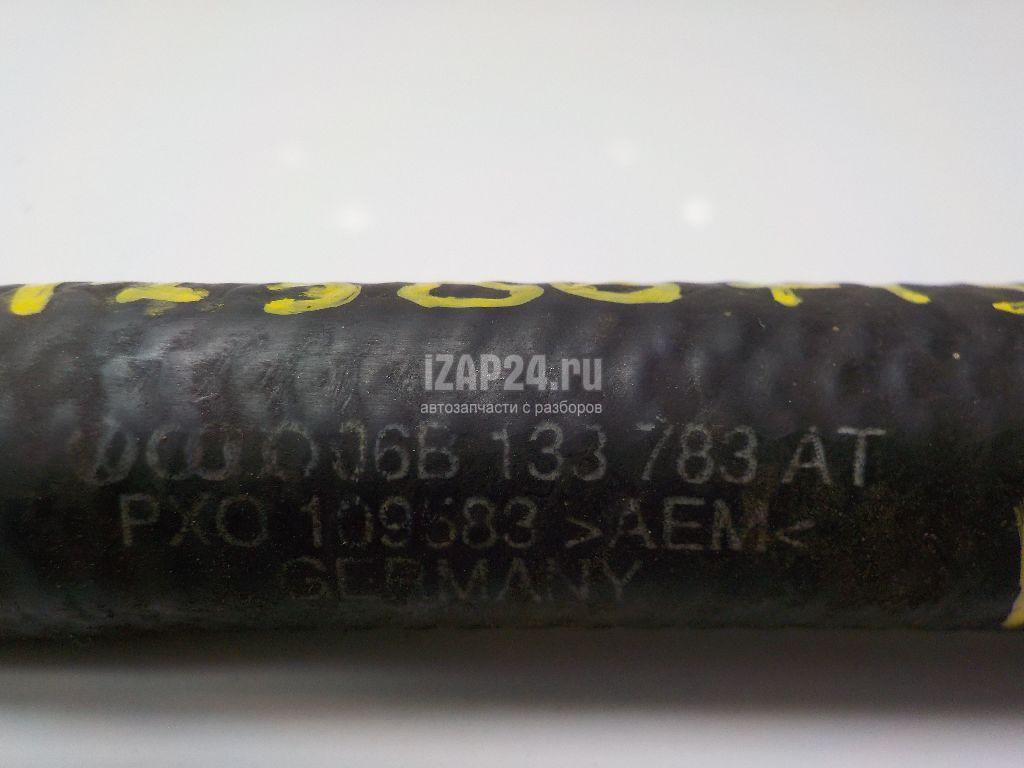 iZAP24.ru
автозапчасти с разборов
06B 133 783 AT
PXO 109583 >AEM<
GERMANY